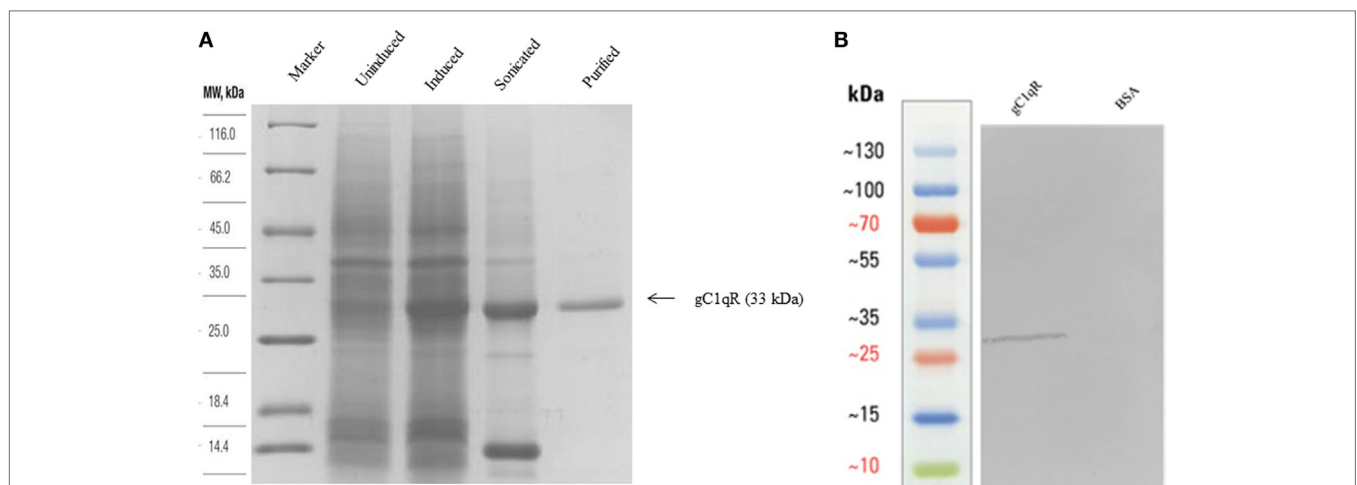 A
Marker
Uninduced
Induced
Sonicated
Purified
MW, kDa
116.0
66.2
45.0
35.0
25.0
18.4
14.4
← gC1qR (33 kDa)
B
kDa
gC1qR
BSA
~130
~100
~70
~55
~35
~25
~15
~10